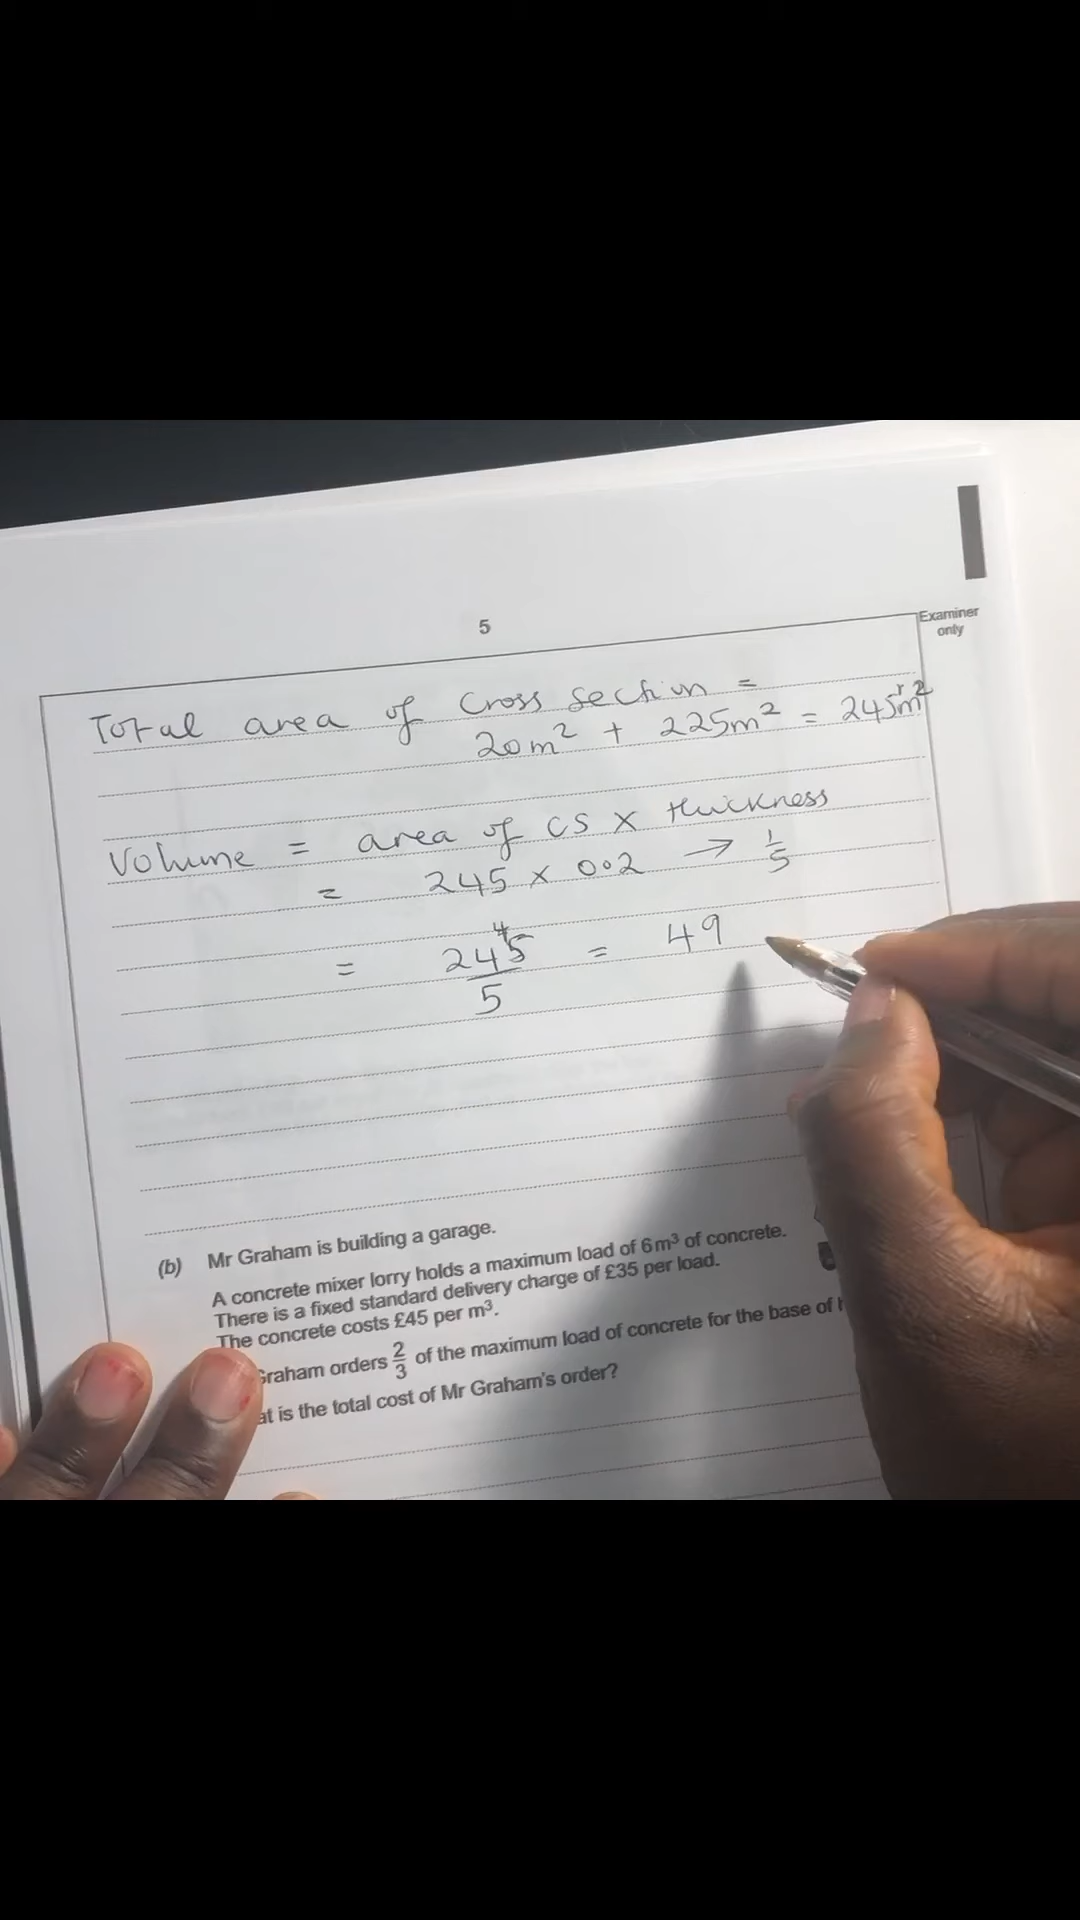 5
Examiner
only
Total area of cross section =
20m² + 225m² = 245m²
Volume = area of CS × thickness
= 245 × 0.2 → 1/5
= 24⁴5/5 = 49
(b) Mr Graham is building a garage.
A concrete mixer lorry holds a maximum load of 6 m³ of concrete.
There is a fixed standard delivery charge of £35 per load.
The concrete costs £45 per m³.
Graham orders 2/3 of the maximum load of concrete for the base of
is the total cost of Mr Graham's order?